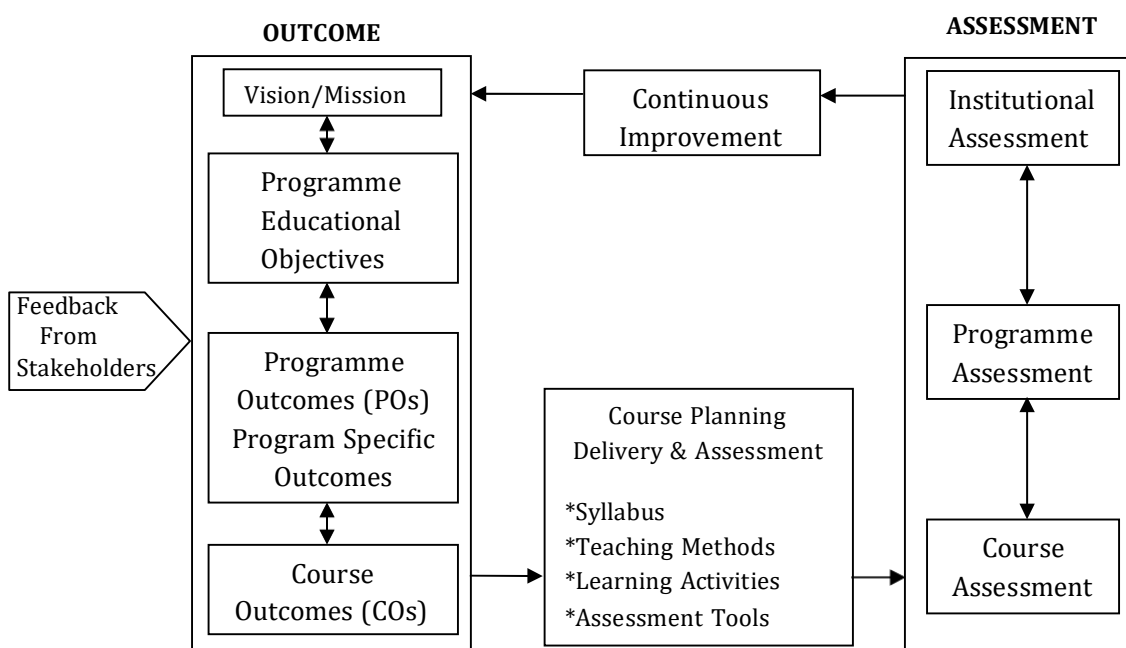 OUTCOME
ASSESSMENT
Vision/Mission
Continuous
Improvement
Institutional
Assessment
Programme
Educational
Objectives
Feedback
From
Stakeholders
Programme
Outcomes (POs)
Program Specific
Outcomes
Programme
Assessment
Course Planning
Delivery & Assessment
*Syllabus
*Teaching Methods
*Learning Activities
*Assessment Tools
Course
Outcomes (COs)
Course
Assessment